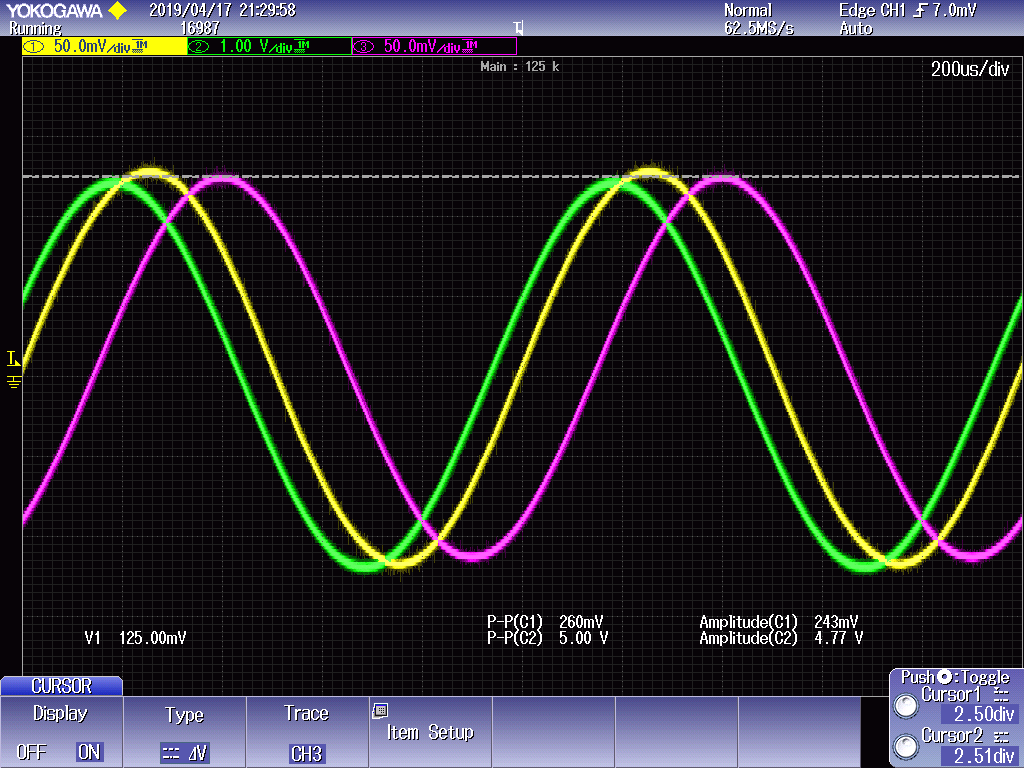 YOKOGAWA 2019/04/17 21:29:58 Normal Edge CH1 7.0mV
Running 16987 T 62.5MS/s Auto
1 50.0mV/div 1M 2 1.00 V/div 1M 3 50.0mV/div 1M
Main : 125 k 200us/div
T
V1 125.00mV
P-P(C1) 260mV Amplitude(C1) 243mV
P-P(C2) 5.00 V Amplitude(C2) 4.77 V
CURSOR
Display
OFF ON
Type
ΔV
Trace
CH3
Item Setup
Push :Toggle
Cursor1
2.50div
Cursor2
2.51div